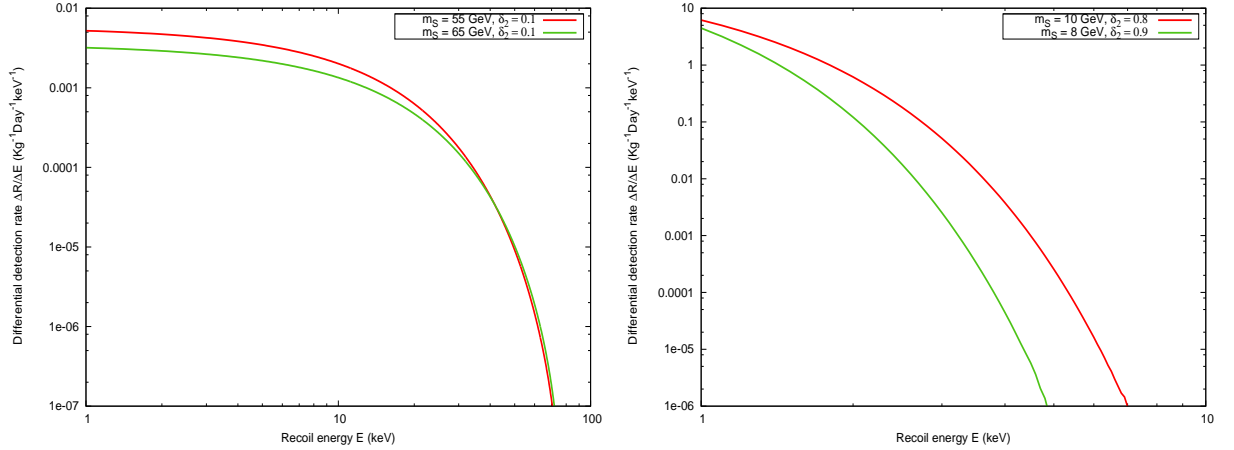 m_S = 55 GeV, δ_2 = 0.1
m_S = 65 GeV, δ_2 = 0.1
Differential detection rate ΔR/ΔE (Kg^-1Day^-1keV^-1)
0.01
0.001
0.0001
1e-05
1e-06
1e-07
1
10
100
Recoil energy E (keV)
m_S = 10 GeV, δ_2 = 0.8
m_S = 8 GeV, δ_2 = 0.9
Differential detection rate ΔR/ΔE (Kg^-1Day^-1keV^-1)
10
1
0.1
0.01
0.001
0.0001
1e-05
1e-06
1
10
Recoil energy E (keV)